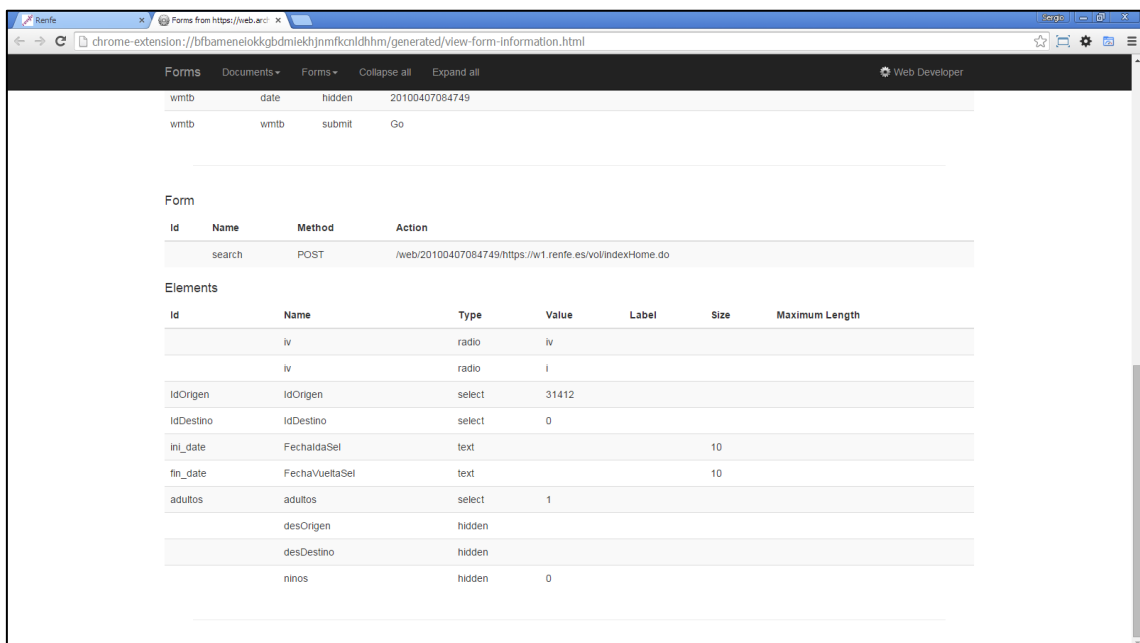 Renfe
Forms from https://web.arch
Sergio
chrome-extension://bfbameneiokkgbdmiekhjnmfkcnldhhm/generated/view-form-information.html
Forms Documents Forms Collapse all Expand all Web Developer
wmtb date hidden 20100407084749
wmtb wmtb submit Go
Form
Id Name Method Action
search POST /web/20100407084749/https://w1.renfe.es/vol/indexHome.do
Elements
Id Name Type Value Label Size Maximum Length
iv radio iv
iv radio i
IdOrigen IdOrigen select 31412
IdDestino IdDestino select 0
ini_date FechaIdaSel text 10
fin_date FechaVueltaSel text 10
adultos adultos select 1
desOrigen hidden
desDestino hidden
ninos hidden 0